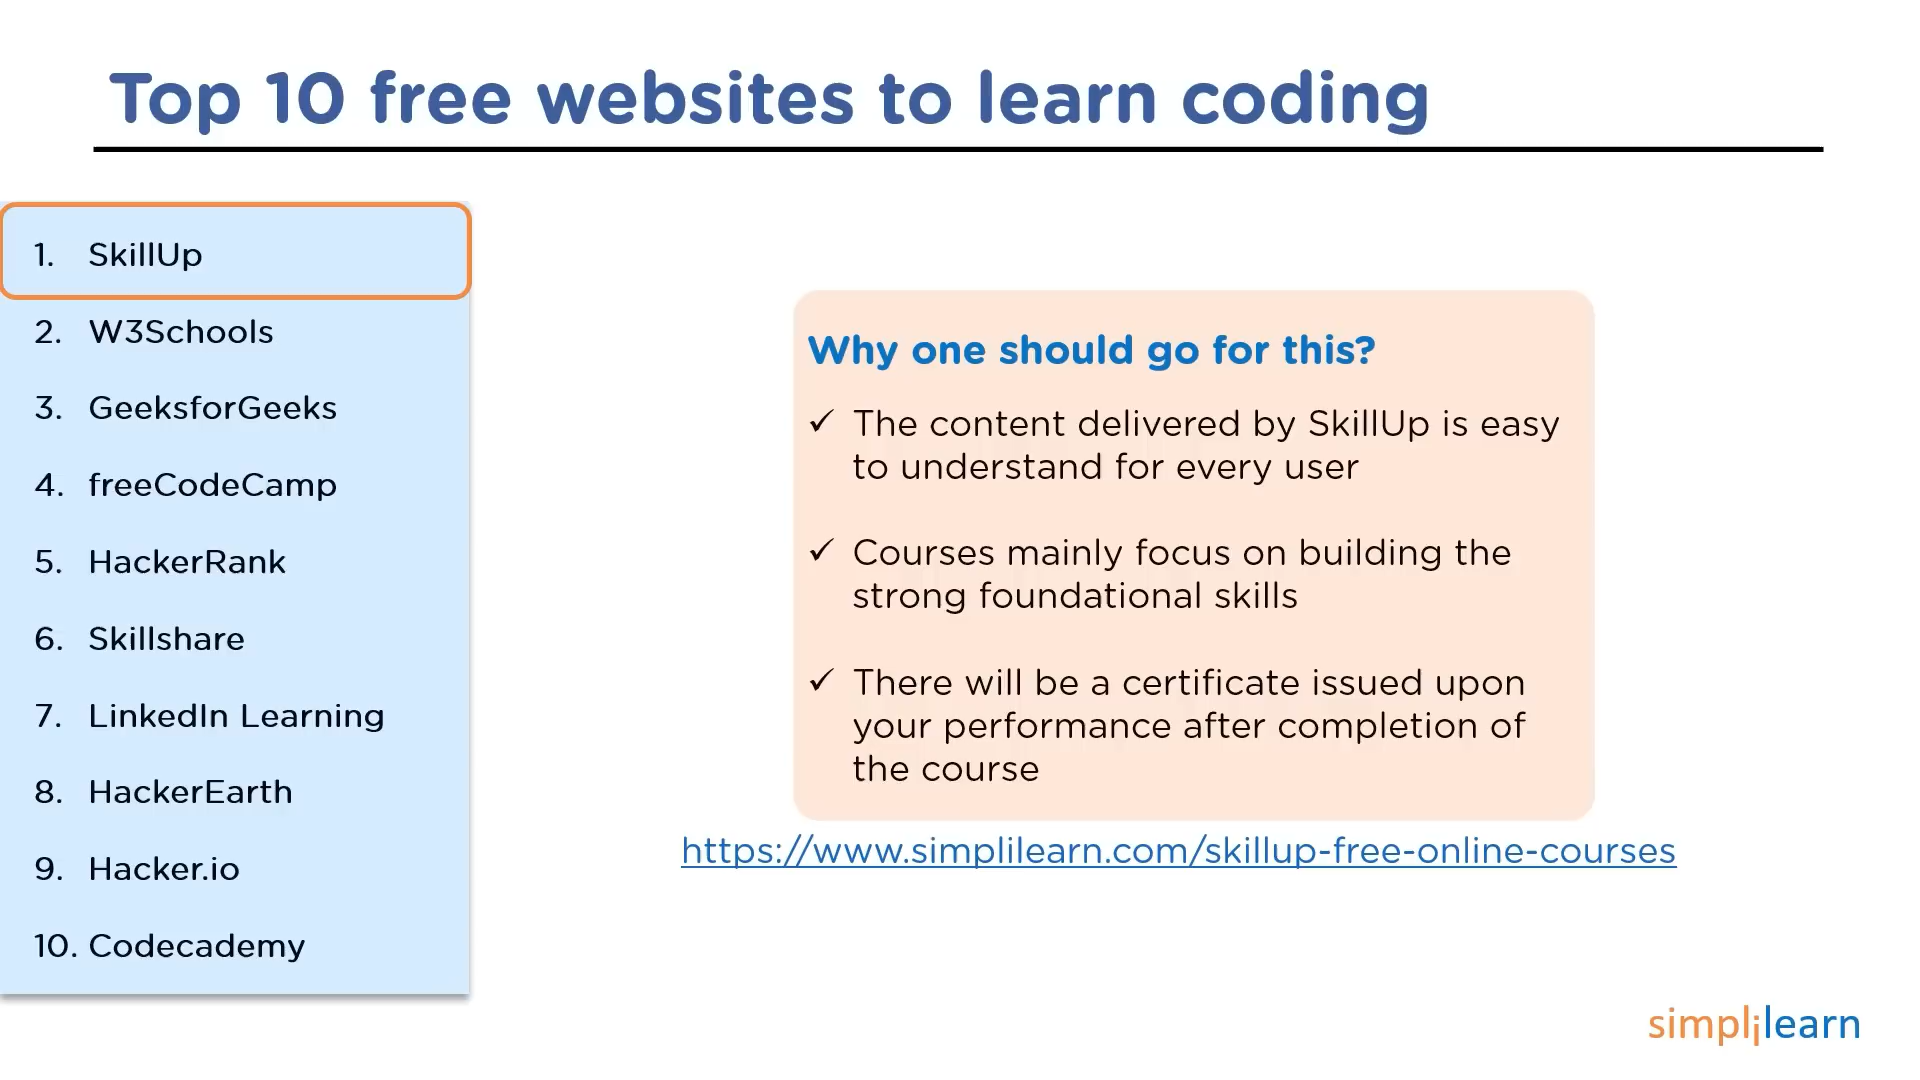 Top 10 free websites to learn coding
1. SkillUp
2. W3Schools
3. GeeksforGeeks
4. freeCodeCamp
5. HackerRank
6. Skillshare
7. LinkedIn Learning
8. HackerEarth
9. Hacker.io
10. Codecademy
Why one should go for this?
✓ The content delivered by SkillUp is easy
to understand for every user
✓ Courses mainly focus on building the
strong foundational skills
✓ There will be a certificate issued upon
your performance after completion of
the course
https://www.simplilearn.com/skillup-free-online-courses
simplilearn